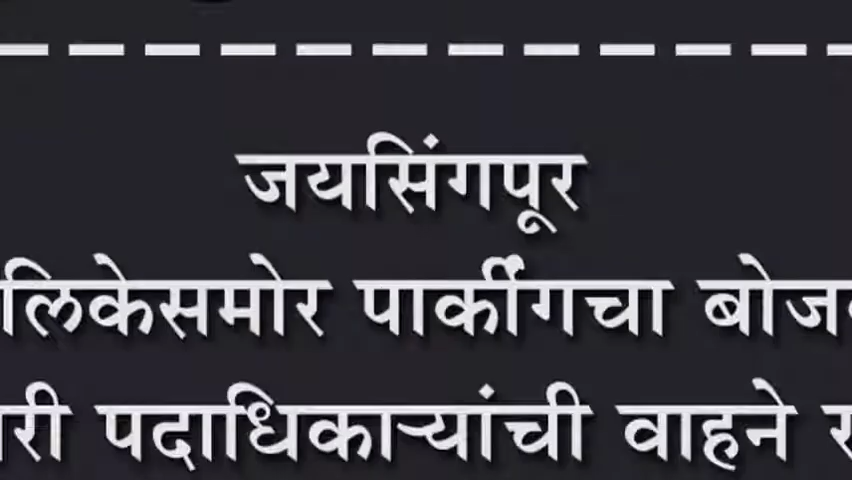 जयसिंगपूर
लिकेसमोर पार्कींगचा बोज
री पदाधिकाऱ्यांची वाहने